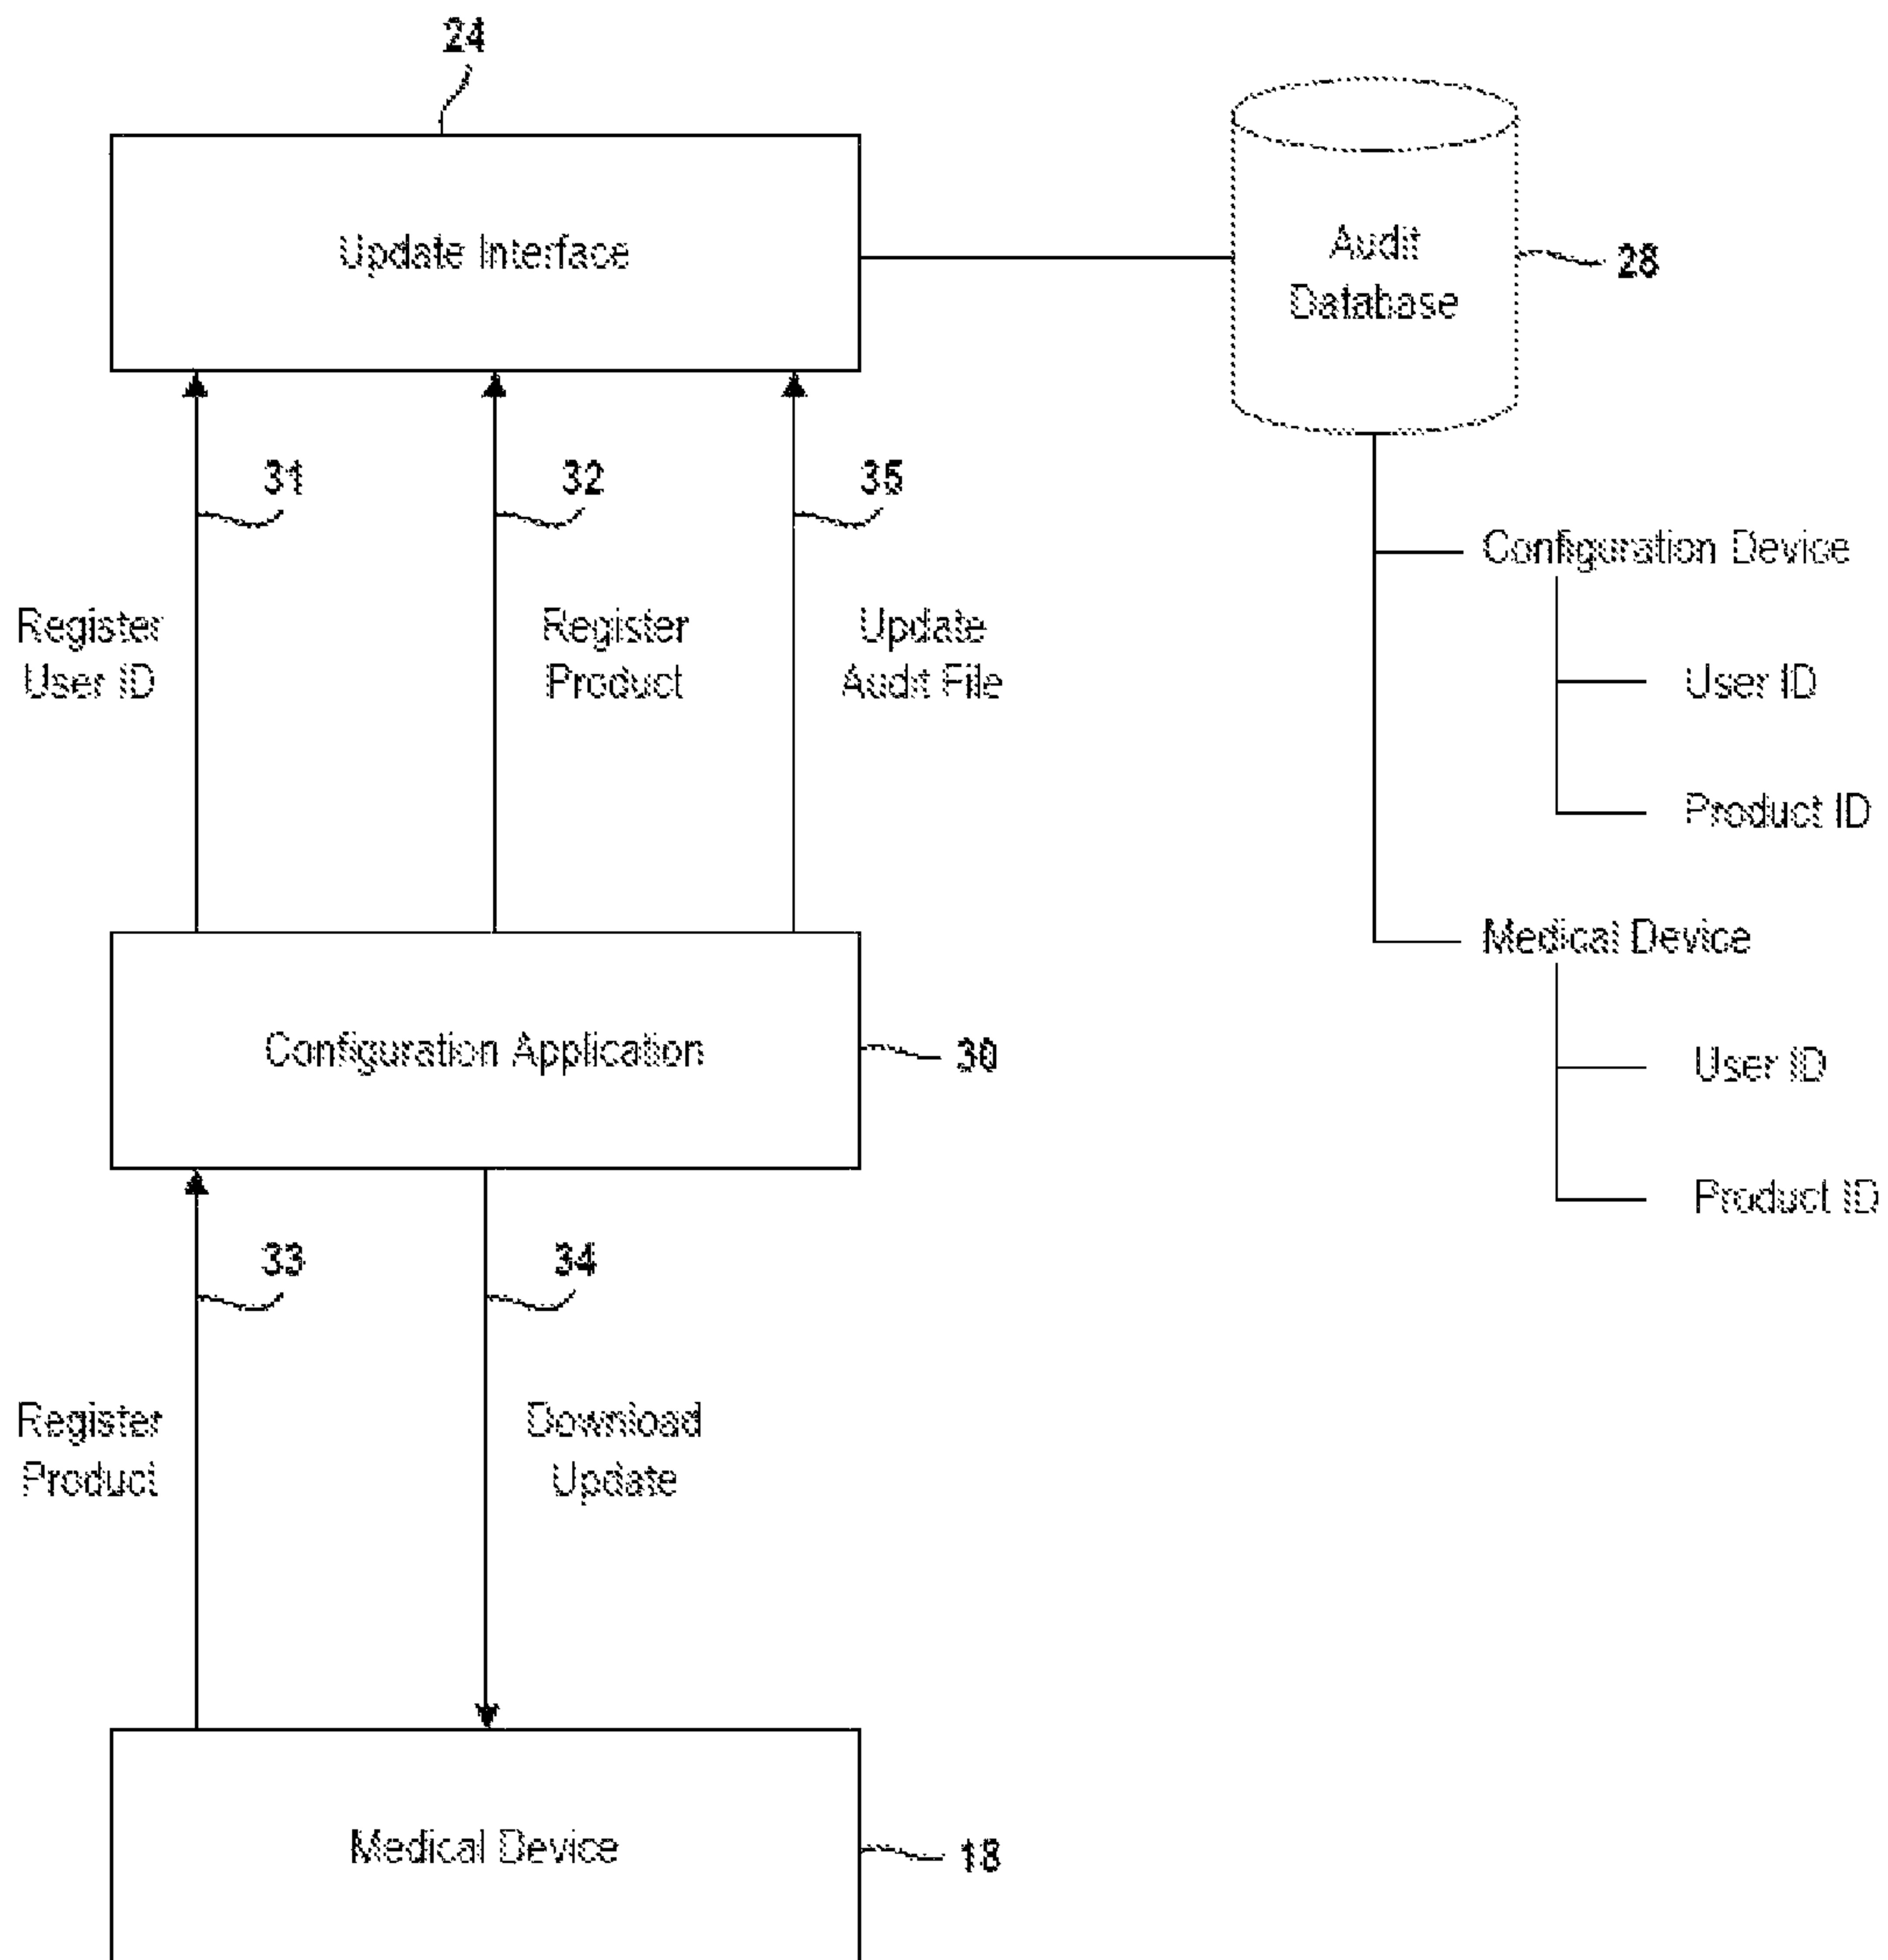 24
Update Interface
Audit
Database
28
31
32
35
Register
User ID
Register
Product
Update
Audit File
Configuration Device
User ID
Product ID
Medical Device
User ID
Product ID
Configuration Application
30
33
34
Register
Product
Download
Update
Medical Device
18